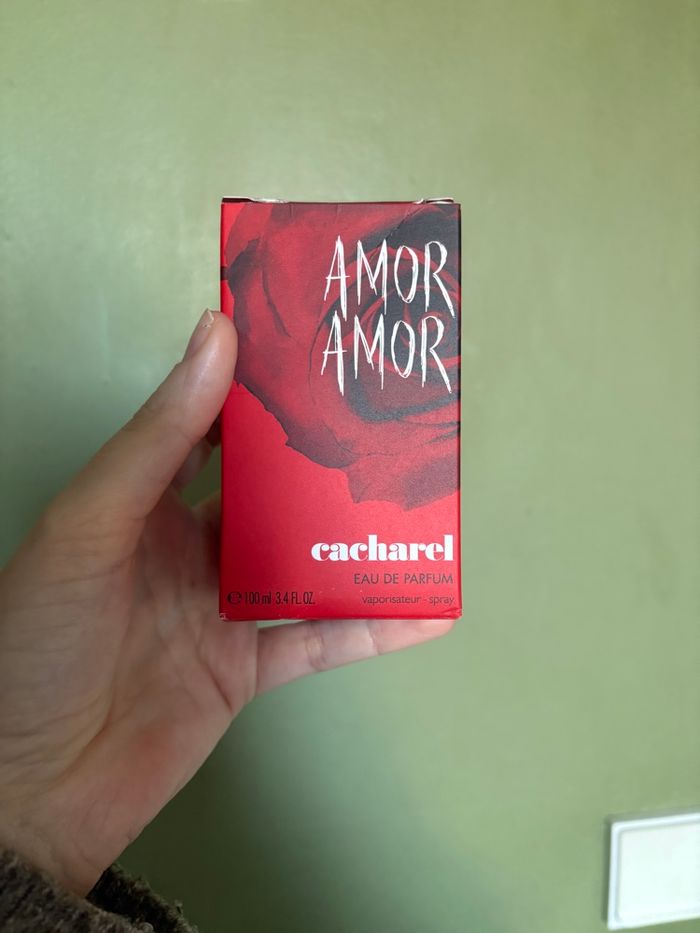 AMOR
AMOR
cacharel
EAU DE PARFUM
℮100 ml 3.4 FL.OZ. vaporisateur - spray